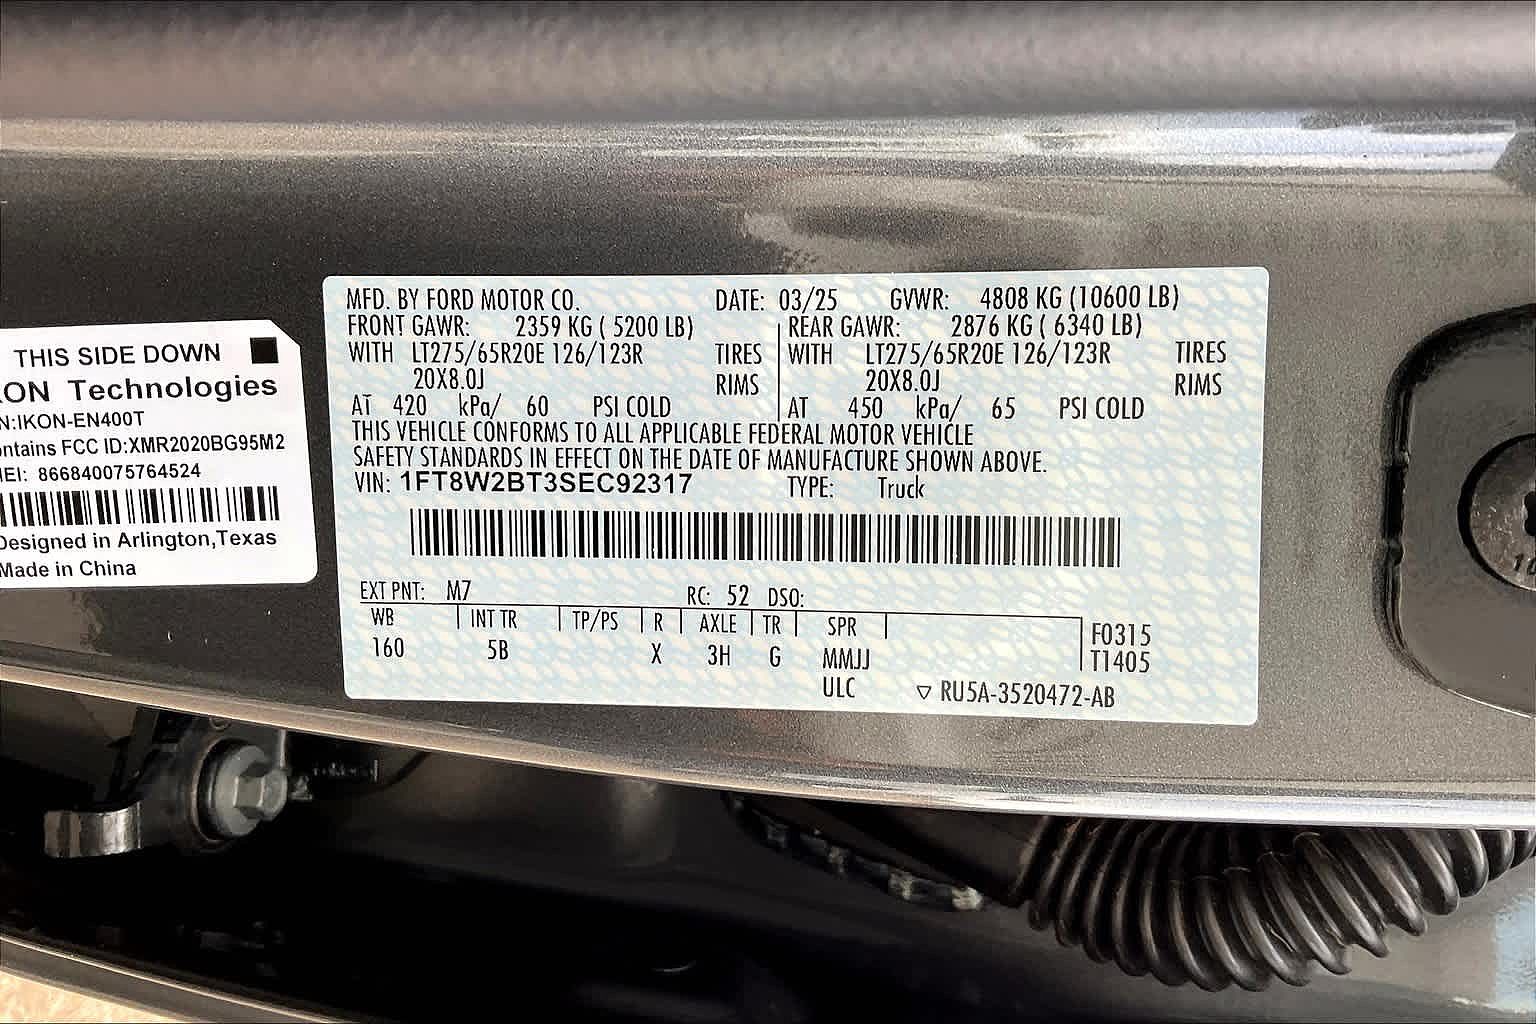 THIS SIDE DOWN
Technologies
N:IKON-EN400T
FCC ID:XMR2020BG95M2
866840075764524
Designed in Arlington,Texas
Made in China
MFD. BY FORD MOTOR CO. DATE: 03/25 GVWR: 4808 KG (10600 LB)
FRONT GAWR: 2359 KG ( 5200 LB) REAR GAWR: 2876 KG ( 6340 LB)
WITH LT275/65R20E 126/123R TIRES WITH LT275/65R20E 126/123R TIRES
20X8.0J RIMS 20X8.0J RIMS
AT 420 kPa/ 60 PSI COLD AT 450 kPa/ 65 PSI COLD
THIS VEHICLE CONFORMS TO ALL APPLICABLE FEDERAL MOTOR VEHICLE
SAFETY STANDARDS IN EFFECT ON THE DATE OF MANUFACTURE SHOWN ABOVE.
VIN: 1FT8W2BT3SEC92317 TYPE: Truck
EXT PNT: M7 RC: 52 DSO:
WB INT TR TP/PS R AXLE TR SPR
160 5B X 3H G MMJJ
ULC
F0315
T1405
▽ RU5A-3520472-AB